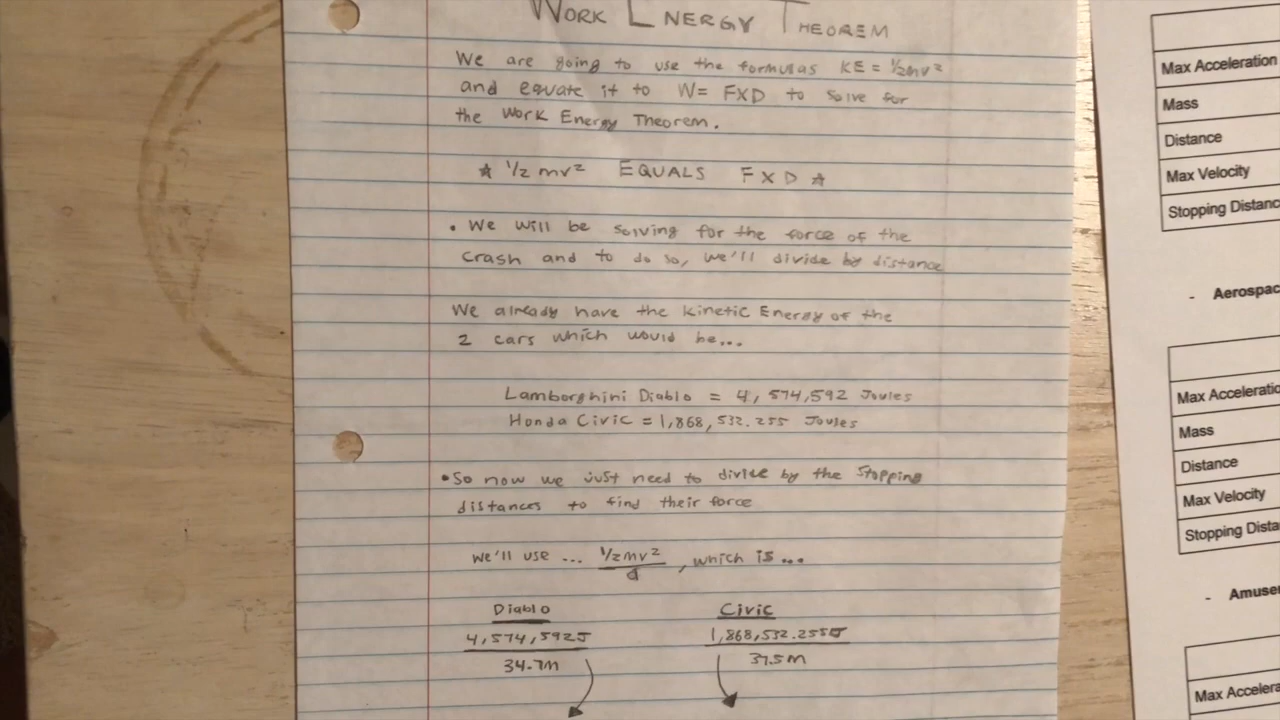 WORK ENERGY THEOREM
We are going to use the formulas KE = 1/2mv²
and equate it to W= FXD to solve for
the Work Energy Theorem.
☆ 1/2 mv² EQUALS FXD ☆
• We will be solving for the force of the
crash and to do so, we'll divide by distance
We already have the Kinetic Energy of the
2 cars which would be...
Lamborghini Diablo = 4,574,592 Joules
Honda Civic = 1,868,532.255 Joules
• So now we just need to divide by the stopping
distances to find their force
We'll use ... 1/2mv²/d, which is...
Diablo Civic
4,574,592J 1,868,532.255J
34.7m 37.5m
Max Acceleration
Mass
Distance
Max Velocity
Stopping Distanc
- Aerospac
Max Acceleratio
Mass
Distance
Max Velocity
Stopping Dista
- Amuse
Max Accelera